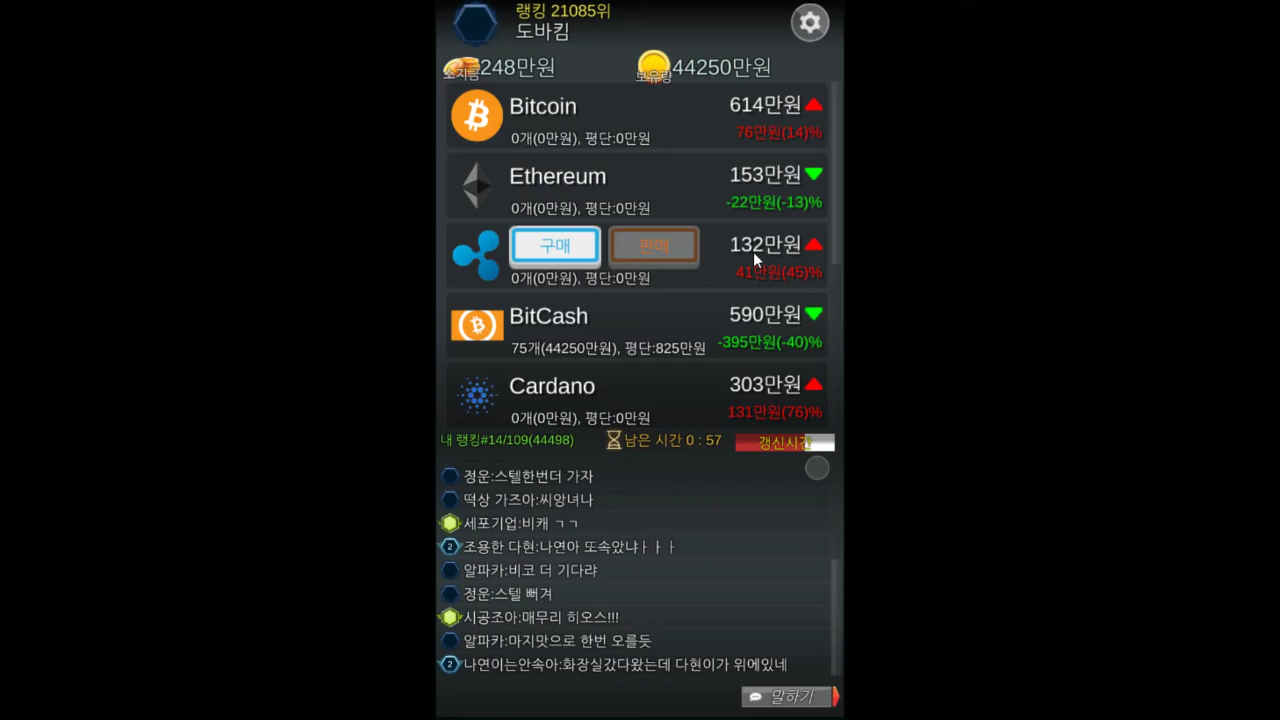 랭킹 21085위
도바킴
소지금 248만원
보유량 44250만원
Bitcoin 614만원
0개(0만원), 평단:0만원 76만원(14)%
Ethereum 153만원
0개(0만원), 평단:0만원 -22만원(-13)%
구매 판매 132만원
0개(0만원), 평단:0만원 41만원(45)%
BitCash 590만원
75개(44250만원), 평단:825만원 -395만원(-40)%
Cardano 303만원
0개(0만원), 평단:0만원 131만원(76)%
내 랭킹#14/109(44498) 남은 시간 0 : 57 갱신시간
정운:스텔한번더 가자
떡상 가즈아:씨앙녀나
세포기업:비캐 ㄱㄱ
2 조용한 다현:나연아 또속았냐ㅏㅏㅏ
알파카:비코 더 기다랴
정운:스텔 뻐겨
시공조아:매무리 히오스!!!
알파카:마지맛으로 한번 오를듯
2 나연이는안속아:화장실갔다왔는데 다현이가 위에있네
말하기